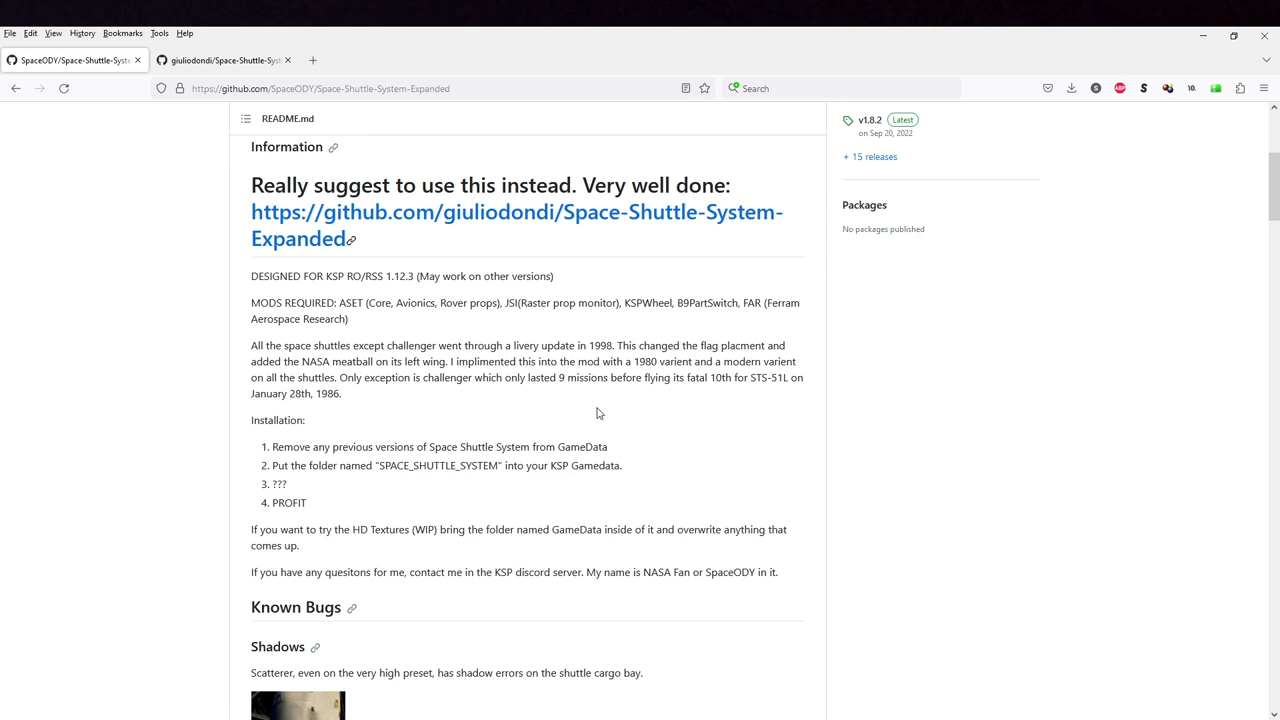 File Edit View History Bookmarks Tools Help
SpaceODY/Space-Shuttle-Syste
giuliodondi/Space-Shuttle-Syst
https://github.com/SpaceODY/Space-Shuttle-System-Expanded
Search
ABP
S
10.
README.md
Information
Really suggest to use this instead. Very well done:
https://github.com/giuliodondi/Space-Shuttle-System-
Expanded
DESIGNED FOR KSP RO/RSS 1.12.3 (May work on other versions)
MODS REQUIRED: ASET (Core, Avionics, Rover props), JSI(Raster prop monitor), KSPWheel, B9PartSwitch, FAR (Ferram
Aerospace Research)
All the space shuttles except challenger went through a livery update in 1998. This changed the flag placment and
added the NASA meatball on its left wing. I implimented this into the mod with a 1980 varient and a modern varient
on all the shuttles. Only exception is challenger which only lasted 9 missions before flying its fatal 10th for STS-51L on
January 28th, 1986.
Installation:
1. Remove any previous versions of Space Shuttle System from GameData
2. Put the folder named "SPACE_SHUTTLE_SYSTEM" into your KSP Gamedata.
3. ???
4. PROFIT
If you want to try the HD Textures (WIP) bring the folder named GameData inside of it and overwrite anything that
comes up.
If you have any quesitons for me, contact me in the KSP discord server. My name is NASA Fan or SpaceODY in it.
Known Bugs
Shadows
Scatterer, even on the very high preset, has shadow errors on the shuttle cargo bay.
v1.8.2 Latest
on Sep 20, 2022
+ 15 releases
Packages
No packages published